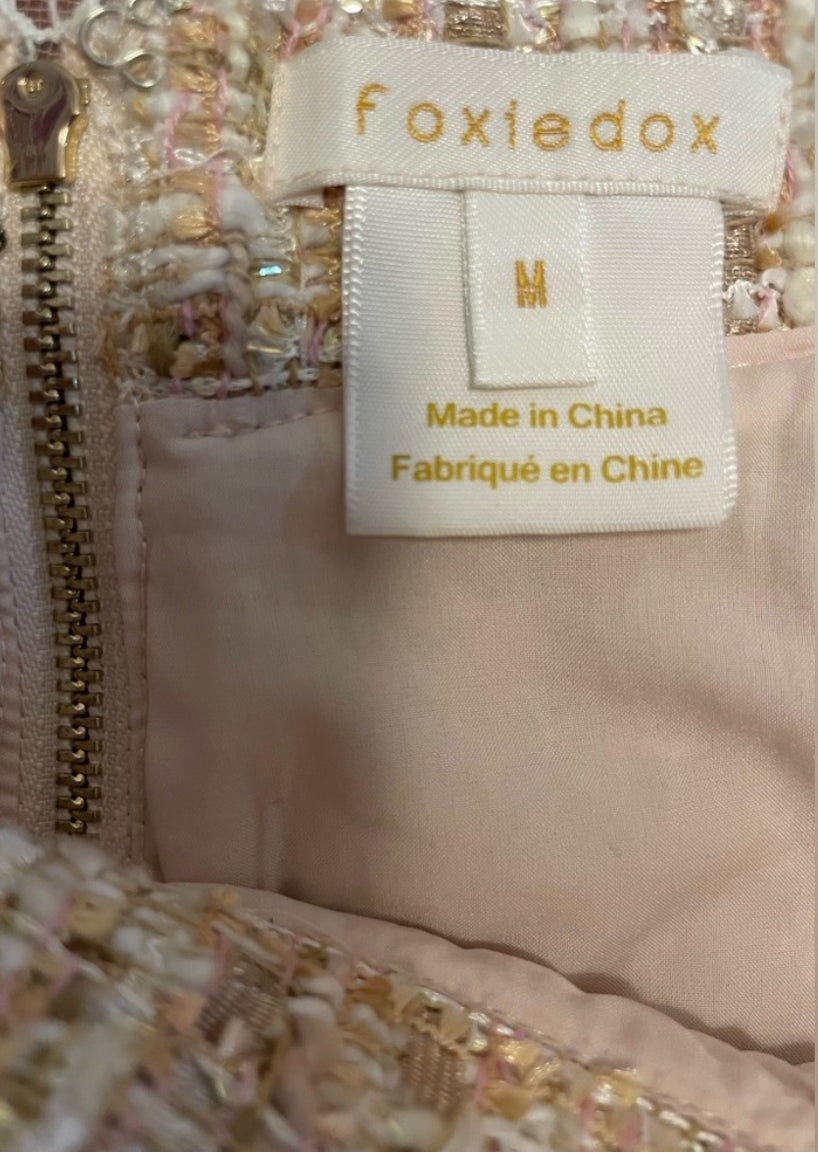 foxiedox
M
Made in China
Fabriqué en Chine